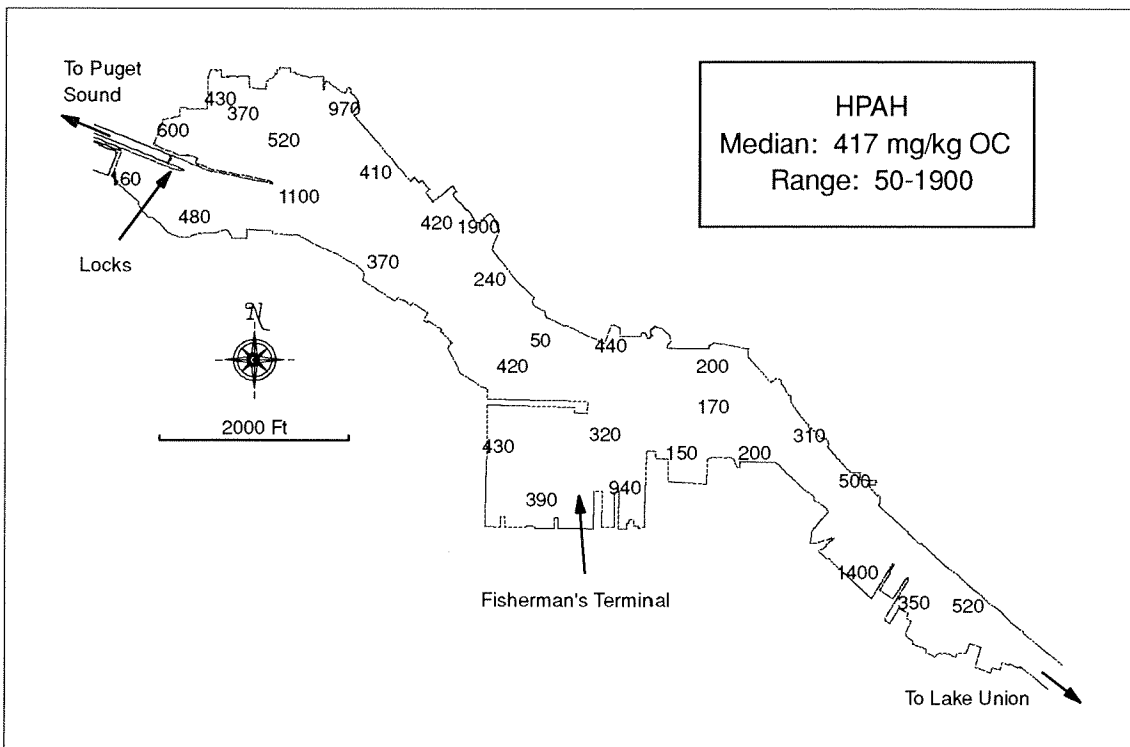 To Puget
Sound
HPAH
Median: 417 mg/kg OC
Range: 50-1900
430
370
970
600
520
160
410
1100
480
420
1900
Locks
370
240
N
50
440
420
200
2000 Ft
170
430
320
310
150
200
500
390
940
1400
Fisherman's Terminal
350
520
To Lake Union